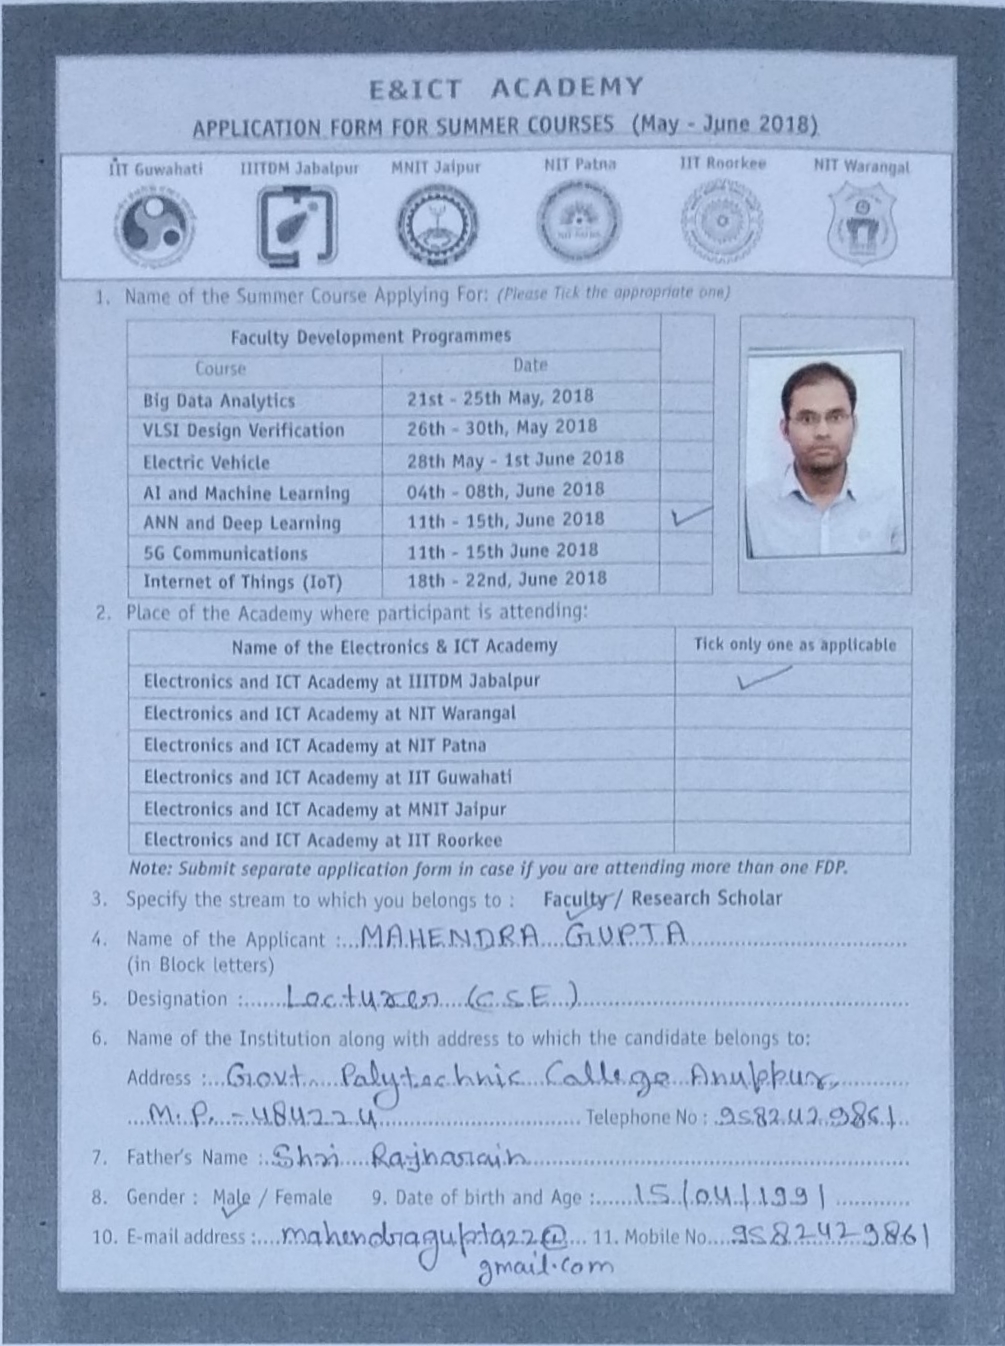 E&ICT ACADEMY
APPLICATION FORM FOR SUMMER COURSES (May - June 2018)
IIT Guwahati IIITDM Jabalpur MNIT Jaipur NIT Patna IIT Roorkee NIT Warangal
1. Name of the Summer Course Applying For: (Please Tick the appropriate one)
Faculty Development Programmes
Course Date
Big Data Analytics 21st - 25th May, 2018
VLSI Design Verification 26th - 30th, May 2018
Electric Vehicle 28th May - 1st June 2018
AI and Machine Learning 04th - 08th, June 2018
ANN and Deep Learning 11th - 15th, June 2018 ✓
5G Communications 11th - 15th June 2018
Internet of Things (IoT) 18th - 22nd, June 2018
2. Place of the Academy where participant is attending:
Name of the Electronics & ICT Academy Tick only one as applicable
Electronics and ICT Academy at IIITDM Jabalpur ✓
Electronics and ICT Academy at NIT Warangal
Electronics and ICT Academy at NIT Patna
Electronics and ICT Academy at IIT Guwahati
Electronics and ICT Academy at MNIT Jaipur
Electronics and ICT Academy at IIT Roorkee
Note: Submit separate application form in case if you are attending more than one FDP.
3. Specify the stream to which you belongs to : Faculty / Research Scholar
4. Name of the Applicant :...MAHENDRA GUPTA
(in Block letters)
5. Designation :...Lecturer (C.S.E.)
6. Name of the Institution along with address to which the candidate belongs to:
Address :...Govt. Polytechnic College Anuppur,
M.P. - 484224 Telephone No : 9582429861
7. Father's Name : Shri Rajnarain
8. Gender : Male / Female 9. Date of birth and Age :...15/04/1991
10. E-mail address :...mahendragupta22@... 11. Mobile No....9582429861
gmail.com